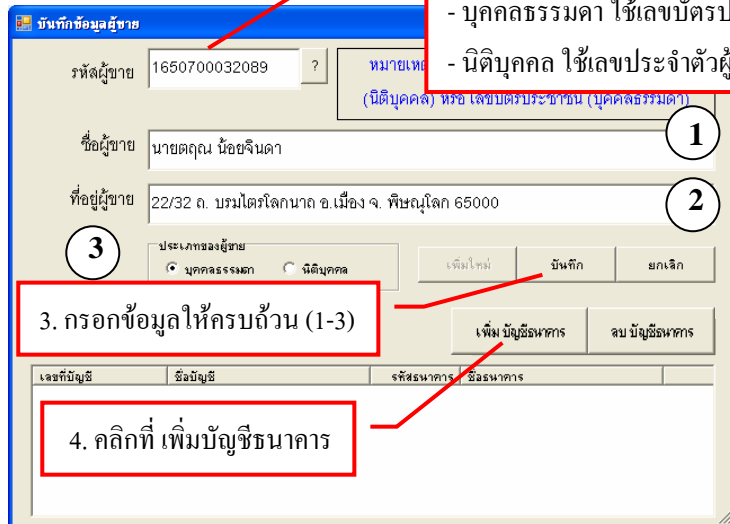 บันทึกข้อมูลผู้ขาย
- บุคคลธรรมดา ใช้เลขบัตรป
- นิติบุคคล ใช้เลขประจำตัวผู้
รหัสผู้ขาย 1650700032089 ?
หมายเหตุ
(นิติบุคคล) หรือ เลขบัตรประชาชน (บุคคลธรรมดา)
1
ชื่อผู้ขาย นายตฤณ น้อยจินดา
ที่อยู่ผู้ขาย 22/32 ถ. บรมไตรโลกนาถ อ.เมือง จ. พิษณุโลก 65000
2
3
ประเภทของผู้ขาย
บุคคลธรรมดา นิติบุคคล
เพิ่มใหม่ บันทึก ยกเลิก
3. กรอกข้อมูลให้ครบถ้วน (1-3)
เพิ่ม บัญชีธนาคาร ลบ บัญชีธนาคาร
เลขที่บัญชี ชื่อบัญชี รหัสธนาคาร ชื่อธนาคาร
4. คลิกที่ เพิ่มบัญชีธนาคาร